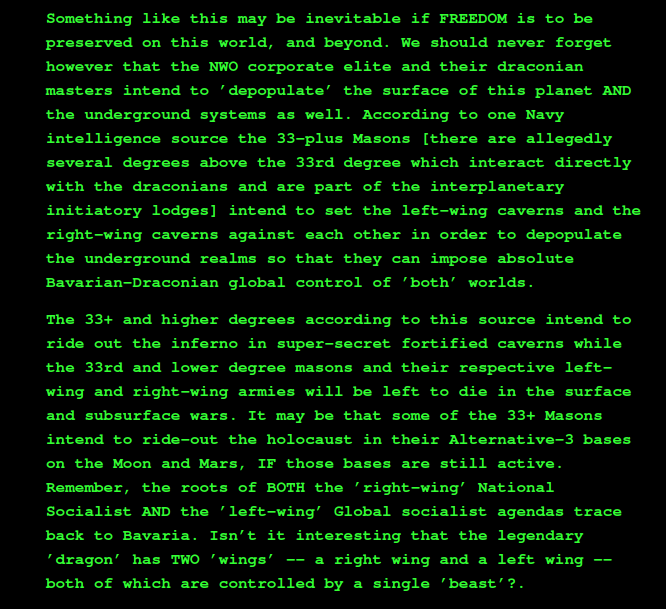 Something like this may be inevitable if FREEDOM is to be
preserved on this world, and beyond. We should never forget
however that the NWO corporate elite and their draconian
masters intend to 'depopulate' the surface of this planet AND
the underground systems as well. According to one Navy
intelligence source the 33-plus Masons [there are allegedly
several degrees above the 33rd degree which interact directly
with the draconians and are part of the interplanetary
initiatory lodges] intend to set the left-wing caverns and the
right-wing caverns against each other in order to depopulate
the underground realms so that they can impose absolute
Bavarian-Draconian global control of 'both' worlds.
The 33+ and higher degrees according to this source intend to
ride out the inferno in super-secret fortified caverns while
the 33rd and lower degree masons and their respective left-
wing and right-wing armies will be left to die in the surface
and subsurface wars. It may be that some of the 33+ Masons
intend to ride-out the holocaust in their Alternative-3 bases
on the Moon and Mars, IF those bases are still active.
Remember, the roots of BOTH the 'right-wing' National
Socialist AND the 'left-wing' Global socialist agendas trace
back to Bavaria. Isn't it interesting that the legendary
'dragon' has TWO 'wings' -- a right wing and a left wing --
both of which are controlled by a single 'beast'?.